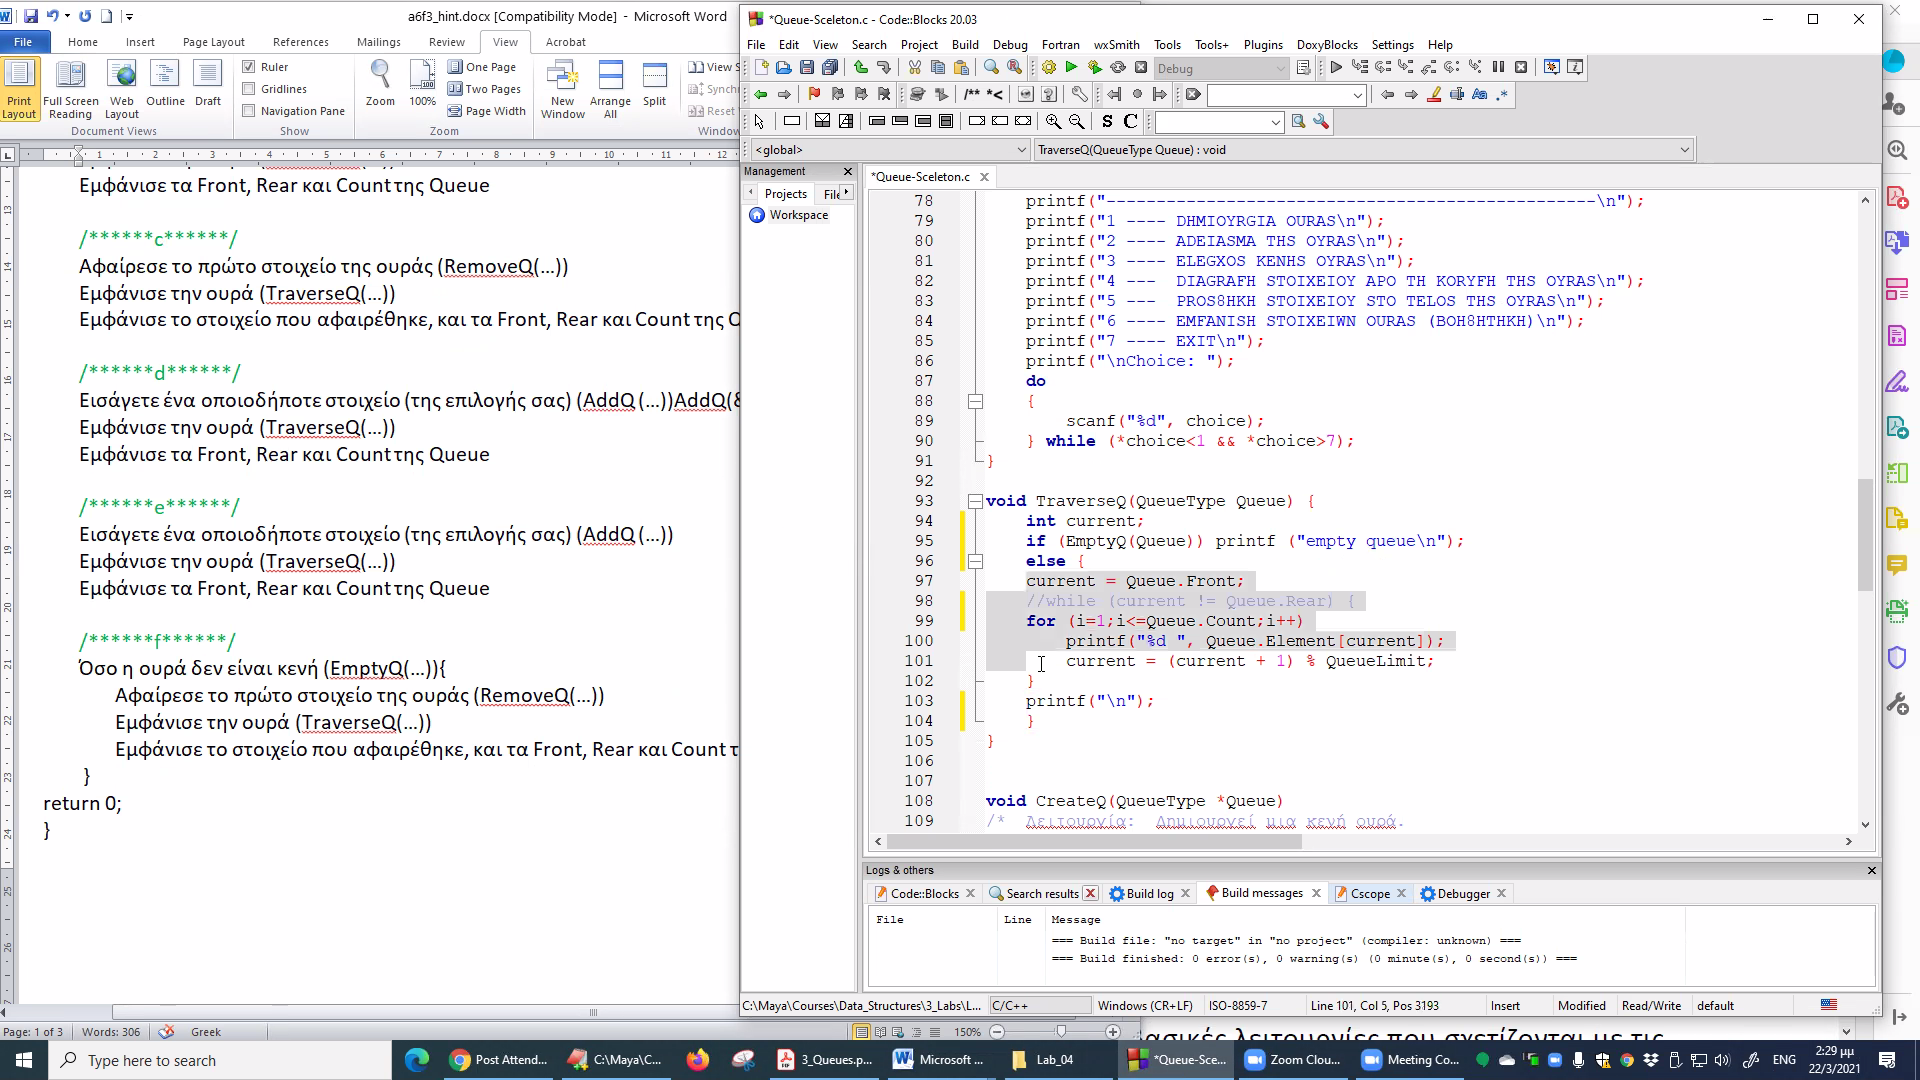 a6f3_hint.docx [Compatibility Mode] - Microsoft Word
File Home Insert Page Layout References Mailings Review View Acrobat
Print Layout
Full Screen Reading
Web Layout
Outline
Draft
Document Views
Ruler
Gridlines
Navigation Pane
Show
Zoom
100%
One Page
Two Pages
Page Width
Zoom
New Window
Arrange All
Split
View S
Synchr
Reset
Window
Εμφάνισε τα Front, Rear και Count της Queue
/******c******/
Αφαίρεσε το πρώτο στοιχείο της ουράς (RemoveQ(...))
Εμφάνισε την ουρά (TraverseQ(...))
Εμφάνισε το στοιχείο που αφαιρέθηκε, και τα Front, Rear και Count της Q
/******d******/
Εισάγετε ένα οποιοδήποτε στοιχείο (της επιλογής σας) (AddQ (...))AddQ(&
Εμφάνισε την ουρά (TraverseQ(...))
Εμφάνισε τα Front, Rear και Count της Queue
/******e******/
Εισάγετε ένα οποιοδήποτε στοιχείο (της επιλογής σας) (AddQ (...))
Εμφάνισε την ουρά (TraverseQ(...))
Εμφάνισε τα Front, Rear και Count της Queue
/******f******/
Όσο η ουρά δεν είναι κενή (EmptyQ(...)){
Αφαίρεσε το πρώτο στοιχείο της ουράς (RemoveQ(...))
Εμφάνισε την ουρά (TraverseQ(...))
Εμφάνισε το στοιχείο που αφαιρέθηκε, και τα Front, Rear και Count τ
}
return 0;
}
Page: 1 of 3 Words: 306 Greek 150%
*Queue-Sceleton.c - Code::Blocks 20.03
File Edit View Search Project Build Debug Fortran wxSmith Tools Tools+ Plugins DoxyBlocks Settings Help
Debug
<global> TraverseQ(QueueType Queue) : void
Management
Projects File
Workspace
*Queue-Sceleton.c
78 printf("-------------------------------------------------\n");
79 printf("1 ---- DHMIOYRGIA OURAS\n");
80 printf("2 ---- ADEIASMA THS OYRAS\n");
81 printf("3 ---- ELEGXOS KENHS OYRAS\n");
82 printf("4 ---- DIAGRAFH STOIXEIOY APO TH KORYFH THS OYRAS\n");
83 printf("5 --- PROS8HKH STOIXEIOY STO TELOS THS OYRAS\n");
84 printf("6 ---- EMFANISH STOIXEIWN OURAS (BOH8HTHKH)\n");
85 printf("7 ---- EXIT\n");
86 printf("\nChoice: ");
87 do
88 {
89 scanf("%d", choice);
90 } while (*choice<1 && *choice>7);
91 }
92
93 void TraverseQ(QueueType Queue) {
94 int current;
95 if (EmptyQ(Queue)) printf ("empty queue\n");
96 else {
97 current = Queue.Front;
98 //while (current != Queue.Rear) {
99 for (i=1;i<=Queue.Count;i++)
100 printf("%d ", Queue.Element[current]);
101 current = (current + 1) % QueueLimit;
102 }
103 printf("\n");
104 }
105 }
106
107
108 void CreateQ(QueueType *Queue)
109 /* Λειτουργία: Δημιουργεί μια κενή ουρά.
Logs & others
Code::Blocks Search results Build log Build messages Cscope Debugger
File Line Message
=== Build file: "no target" in "no project" (compiler: unknown) ===
=== Build finished: 0 error(s), 0 warning(s) (0 minute(s), 0 second(s)) ===
C:\Maya\Courses\Data_Structures\3_Labs\L... C/C++ Windows (CR+LF) ISO-8859-7 Line 101, Col 5, Pos 3193 Insert Modified Read/Write default
ασικές λειτουργίες που σχετίζονται με τις
Type here to search
Post Attend...
C:\Maya\C...
3_Queues.p...
Microsoft ...
Lab_04
*Queue-Sce...
Zoom Clou...
Meeting Co...
ENG
2:29 μμ
22/3/2021